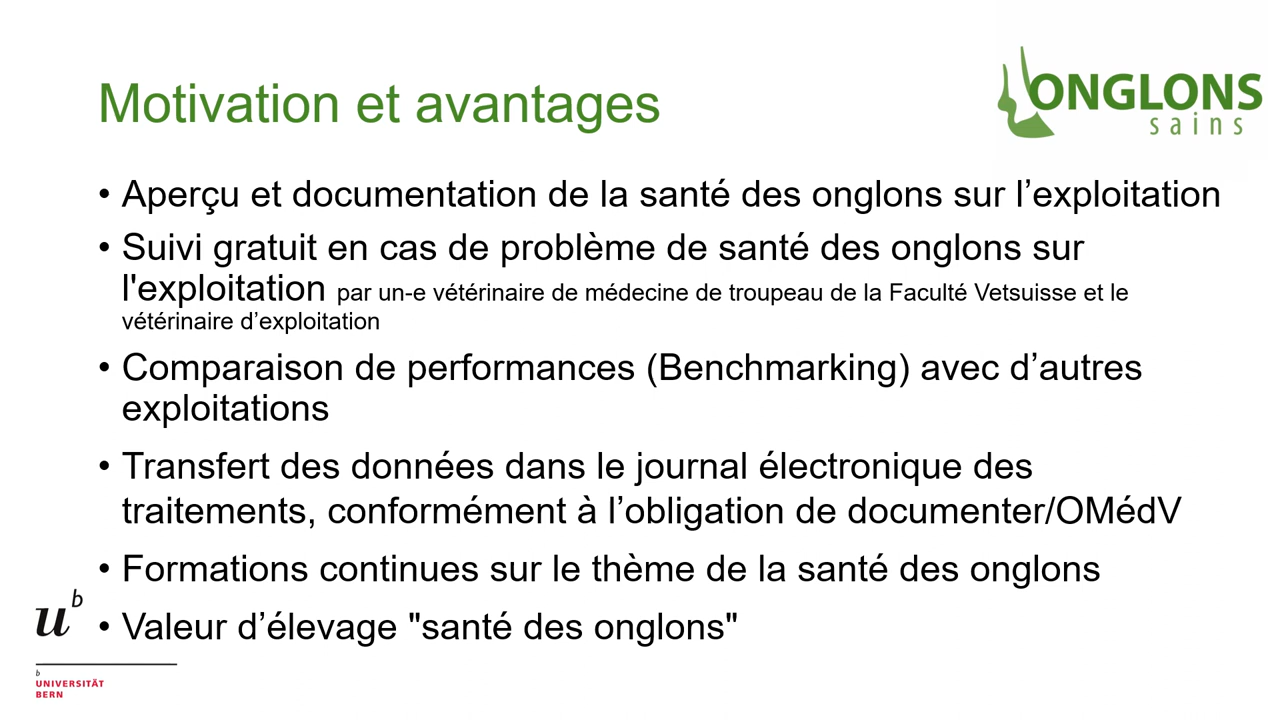 ONGLONS
sains
Motivation et avantages
• Aperçu et documentation de la santé des onglons sur l’exploitation
• Suivi gratuit en cas de problème de santé des onglons sur
l'exploitation par un-e vétérinaire de médecine de troupeau de la Faculté Vetsuisse et le
vétérinaire d’exploitation
• Comparaison de performances (Benchmarking) avec d’autres
exploitations
• Transfert des données dans le journal électronique des
traitements, conformément à l’obligation de documenter/OMédV
• Formations continues sur le thème de la santé des onglons
• Valeur d’élevage "santé des onglons"
u b
b
UNIVERSITÄT
BERN